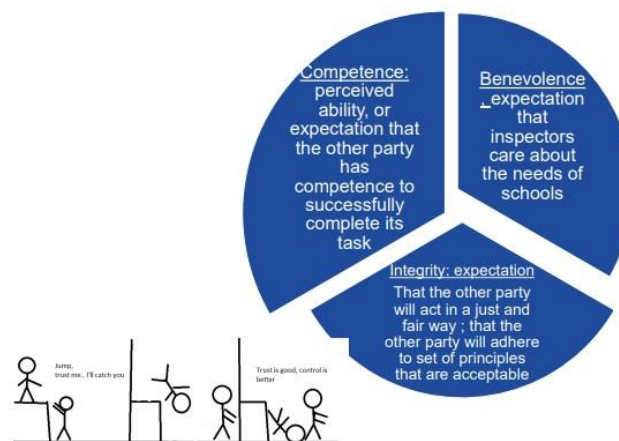 Competence:
perceived
ability, or
expectation that
the other party
has
competence to
successfully
complete its
task
Benevolence
, expectation
that
inspectors
care about
the needs of
schools
Integrity: expectation
That the other party
will act in a just and
fair way ; that the
other party will adhere
to set of principles
that are acceptable
Jump,
trust me.. I'll catch you
Trust is good, control is
better